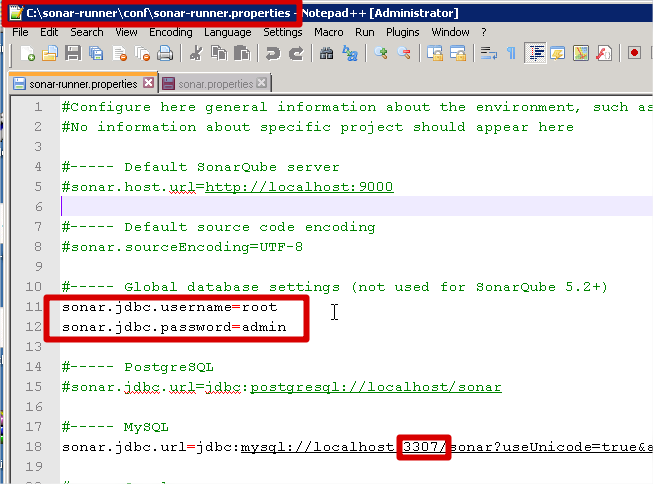 C:\sonar-runner\conf\sonar-runner.properties - Notepad++ [Administrator]
File Edit Search View Encoding Language Settings Macro Run Plugins Window ?
sonar-runner.properties sonar.properties
1 #Configure here general information about the environment, such as
2 #No information about specific project should appear here
3
4 #----- Default SonarQube server
5 #sonar.host.url=http://localhost:9000
6
7 #----- Default source code encoding
8 #sonar.sourceEncoding=UTF-8
9
10 #----- Global database settings (not used for SonarQube 5.2+)
11 sonar.jdbc.username=root
12 sonar.jdbc.password=admin
13
14 #----- PostgreSQL
15 #sonar.jdbc.url=jdbc:postgresql://localhost/sonar
16
17 #----- MySQL
18 sonar.jdbc.url=jdbc:mysql://localhost 3307/sonar?useUnicode=true&a
19